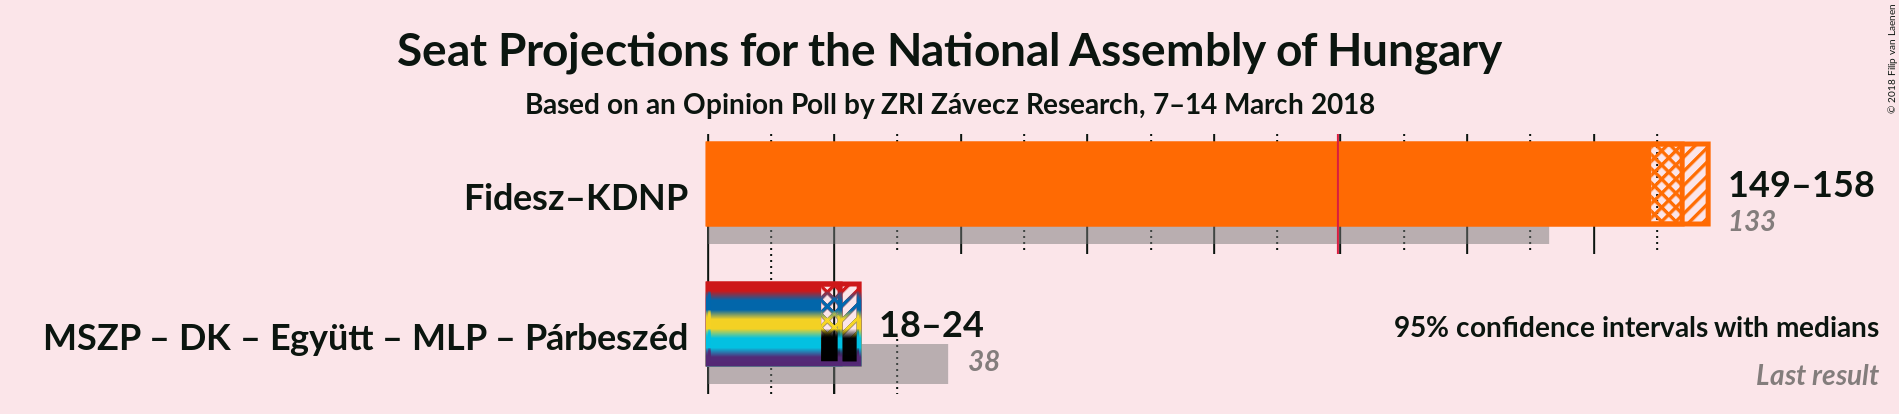 Seat Projections for the National Assembly of Hungary
Based on an Opinion Poll by ZRI Závecz Research, 7–14 March 2018
© 2018 Filip van Laenen
Fidesz–KDNP
149–158
133
MSZP – DK – Együtt – MLP – Párbeszéd
18–24
38
95% confidence intervals with medians
Last result